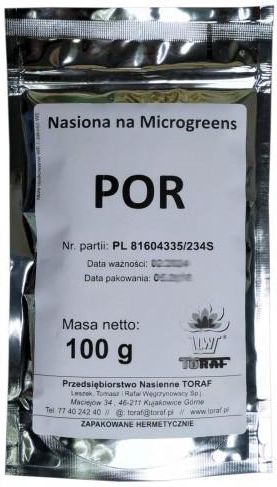 Nasiona na Microgreens
POR
Nr. partii: PL 81604335/234S
Data ważności:
Data pakowania:
Masa netto:
100 g
LWT
TORAF
Przedsiębiorstwo Nasienne TORAF
Leszek, Tomasz i Rafał Węgrzynowscy Sp.j.
Maciejów 34 , 46-211 Kujakowice Górne
Tel. 77 40 242 40 // @: toraf@toraf.pl // www.toraf.pl
ZAPAKOWANE HERMETYCZNIE